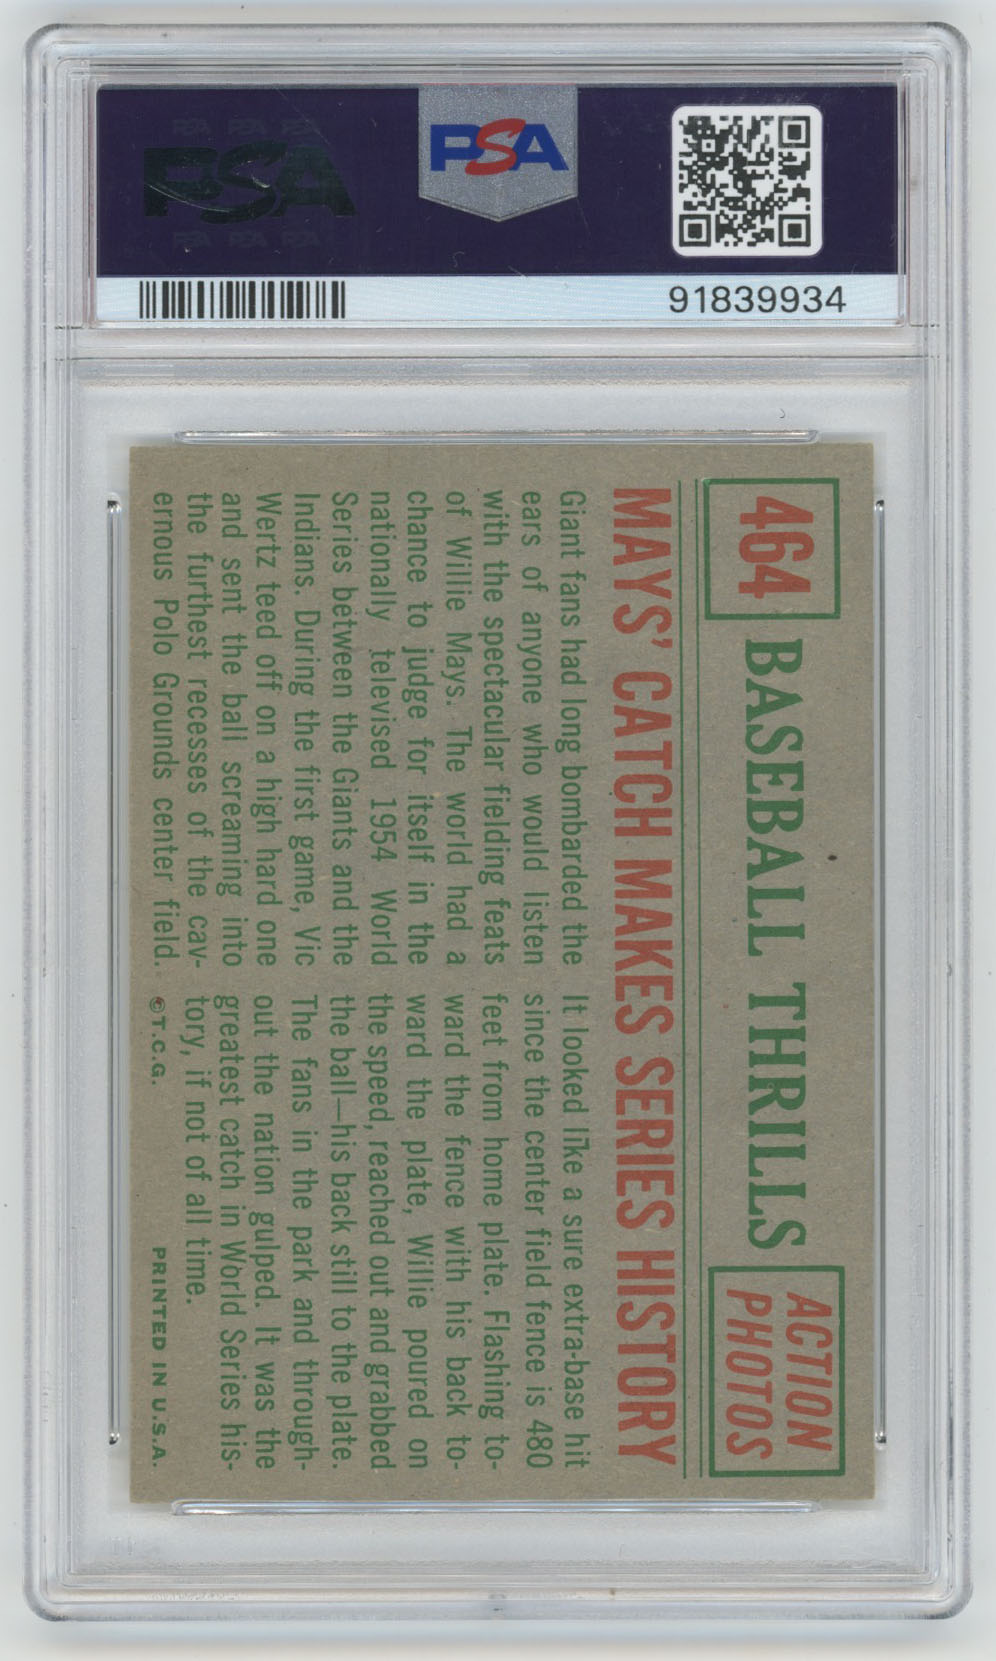 PSA PSA PSA
PSA
PSA PSA PSA
PSA
91839934
464
BASEBALL THRILLS
ACTION
PHOTOS
MAYS' CATCH MAKES SERIES HISTORY
Giant fans had long bombarded the
ears of anyone who would listen
with the spectacular fielding feats
of Willie Mays. The world had a
chance to judge for itself in the
nationally televised 1954 World
Series between the Giants and the
Indians. During the first game, Vic
Wertz teed off on a high hard one
and sent the ball screaming into
the furthest recesses of the cav-
ernous Polo Grounds center field.
It looked like a sure extra-base hit
since the center field fence is 480
feet from home plate. Flashing to-
ward the fence with his back to-
ward the plate, Willie poured on
the speed, reached out and grabbed
the ball—his back still to the plate.
The fans in the park and through-
out the nation gulped. It was the
greatest catch in World Series his-
tory, if not of all time.
©T.C.G.
PRINTED IN U.S.A.